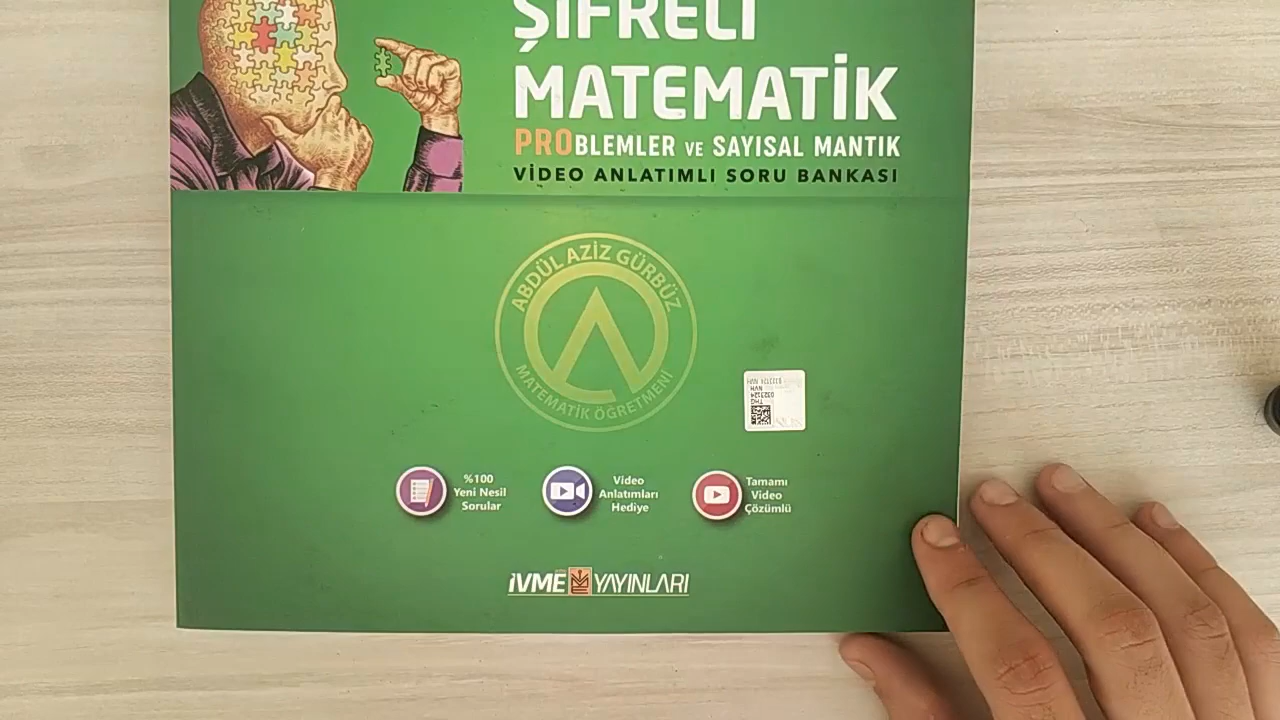 ŞİFRELİ
MATEMATİK
PROBLEMLER VE SAYISAL MANTIK
VİDEO ANLATIMLI SORU BANKASI
ABDÜL AZİZ GÜRBÜZ
MATEMATİK ÖĞRETMENİ
%100
Yeni Nesil
Sorular
Video
Anlatımları
Hediye
Tamamı
Video
Çözümlü
İVME YAYINLARI